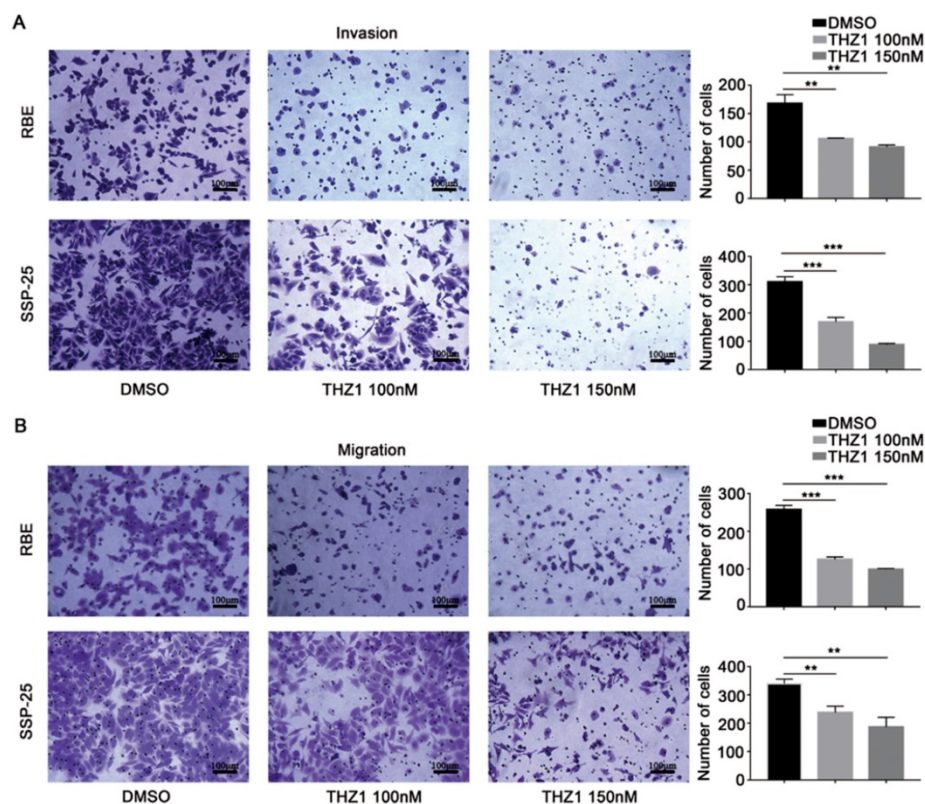 A
Invasion
RBE
100μm
100μm
100μm
SSP-25
100μm
100μm
100μm
DMSO
THZ1 100nM
THZ1 150nM
DMSO
THZ1 100nM
THZ1 150nM
Number of cells
200
150
100
50
0
**
**
Number of cells
400
300
200
100
0
***
***
B
Migration
RBE
100μm
100μm
100μm
SSP-25
100μm
100μm
100μm
DMSO
THZ1 100nM
THZ1 150nM
DMSO
THZ1 100nM
THZ1 150nM
Number of cells
300
200
100
0
***
***
Number of cells
400
300
200
100
0
**
**